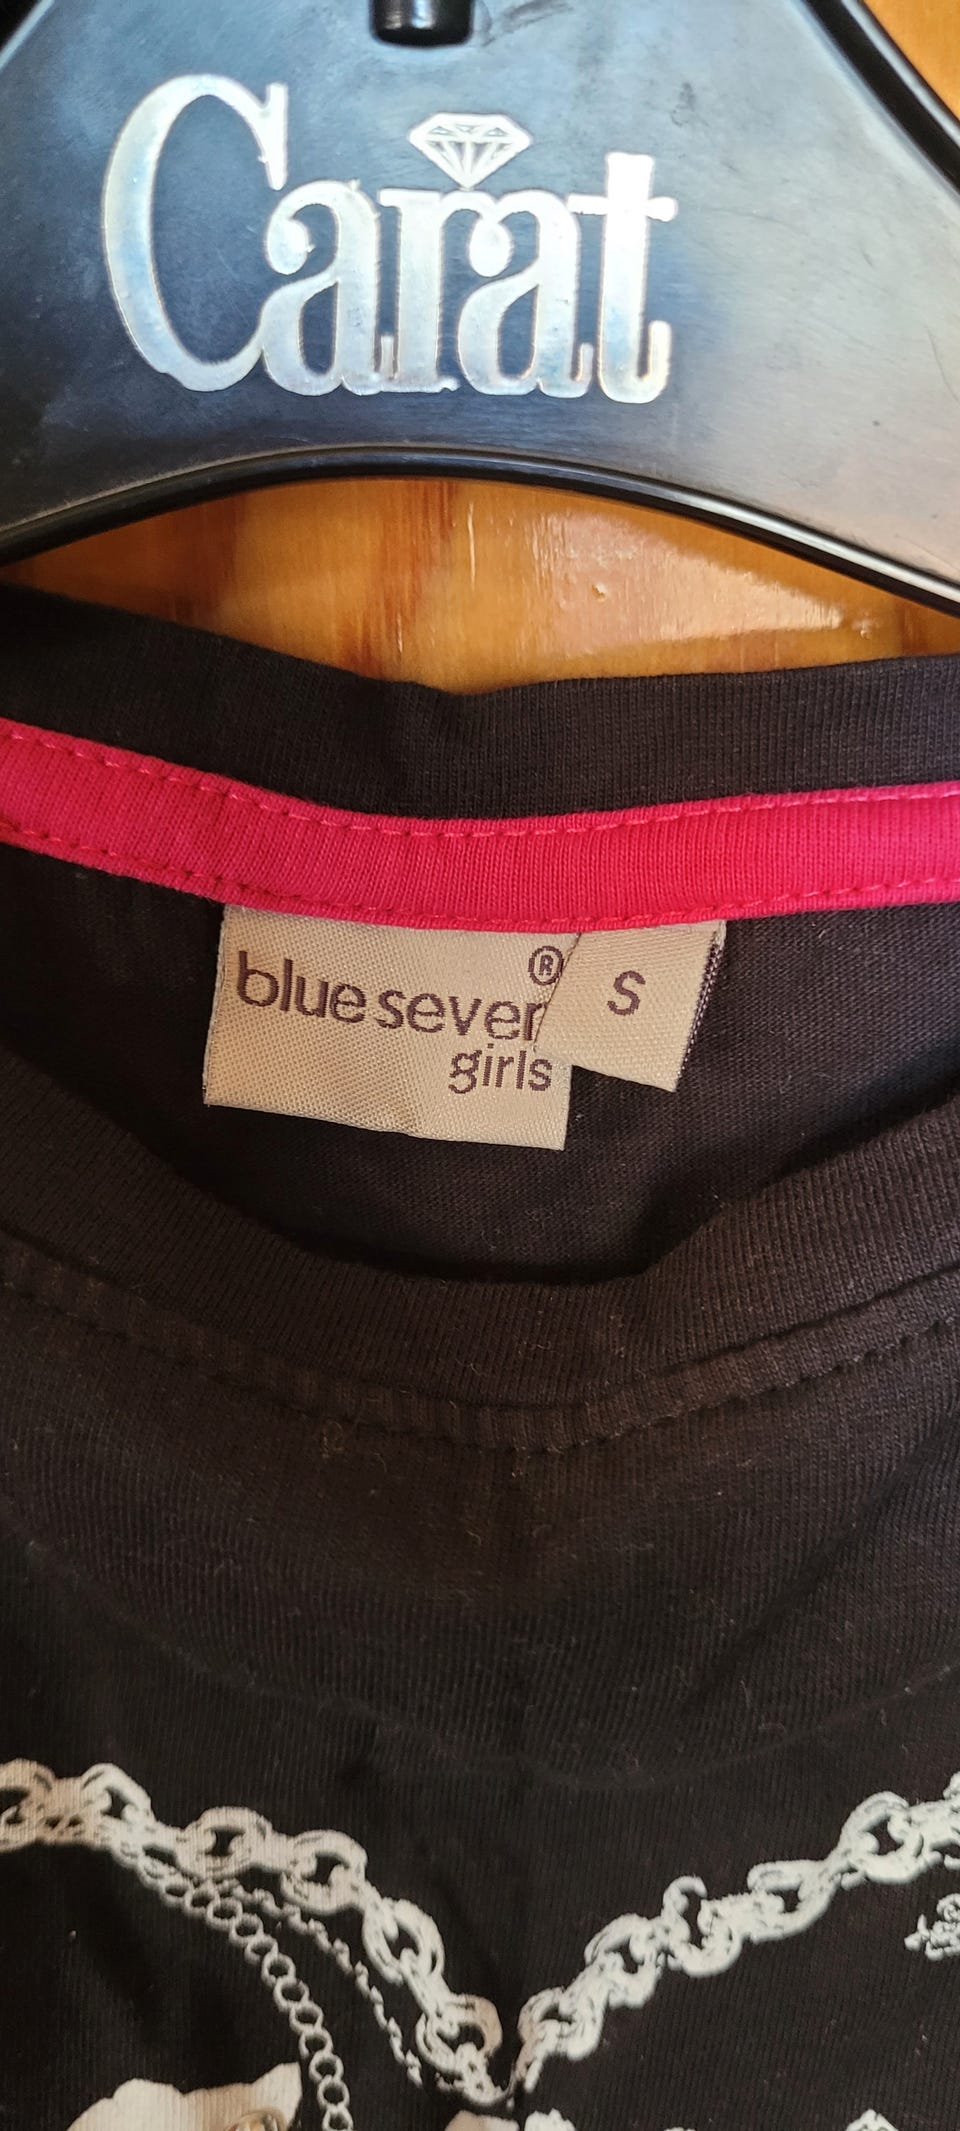 Carat
blue seven®
girls
S